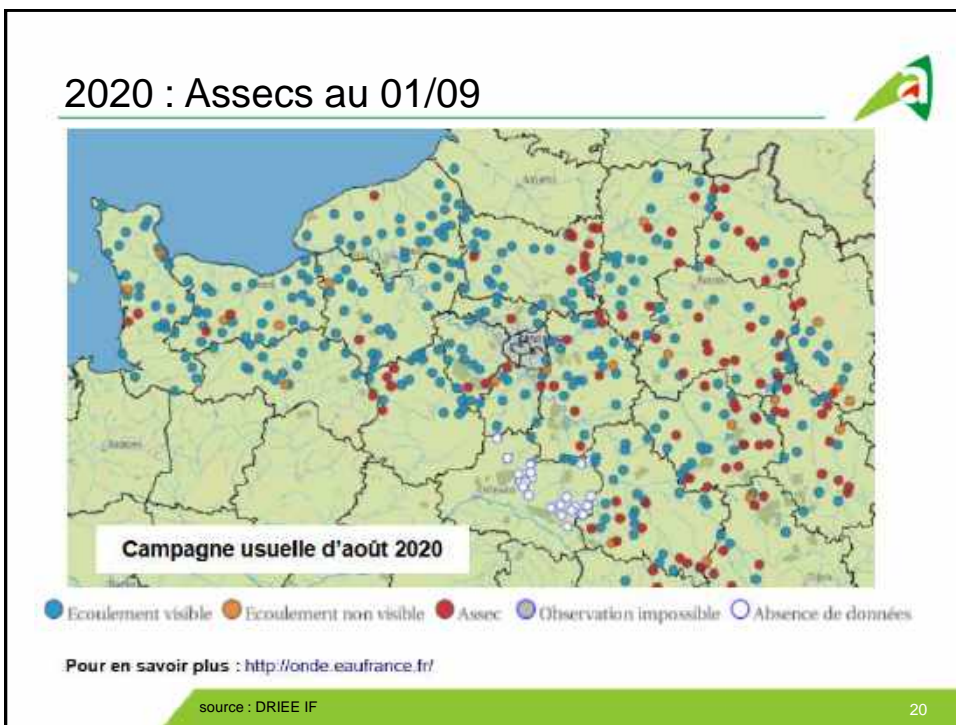 2020 : Assecs au 01/09
Campagne usuelle d'août 2020
Ecoulement visible Ecoulement non visible Assec Observation impossible Absence de données
Pour en savoir plus : http://onde.eaufrance.fr/
source : DRIEE IF
20